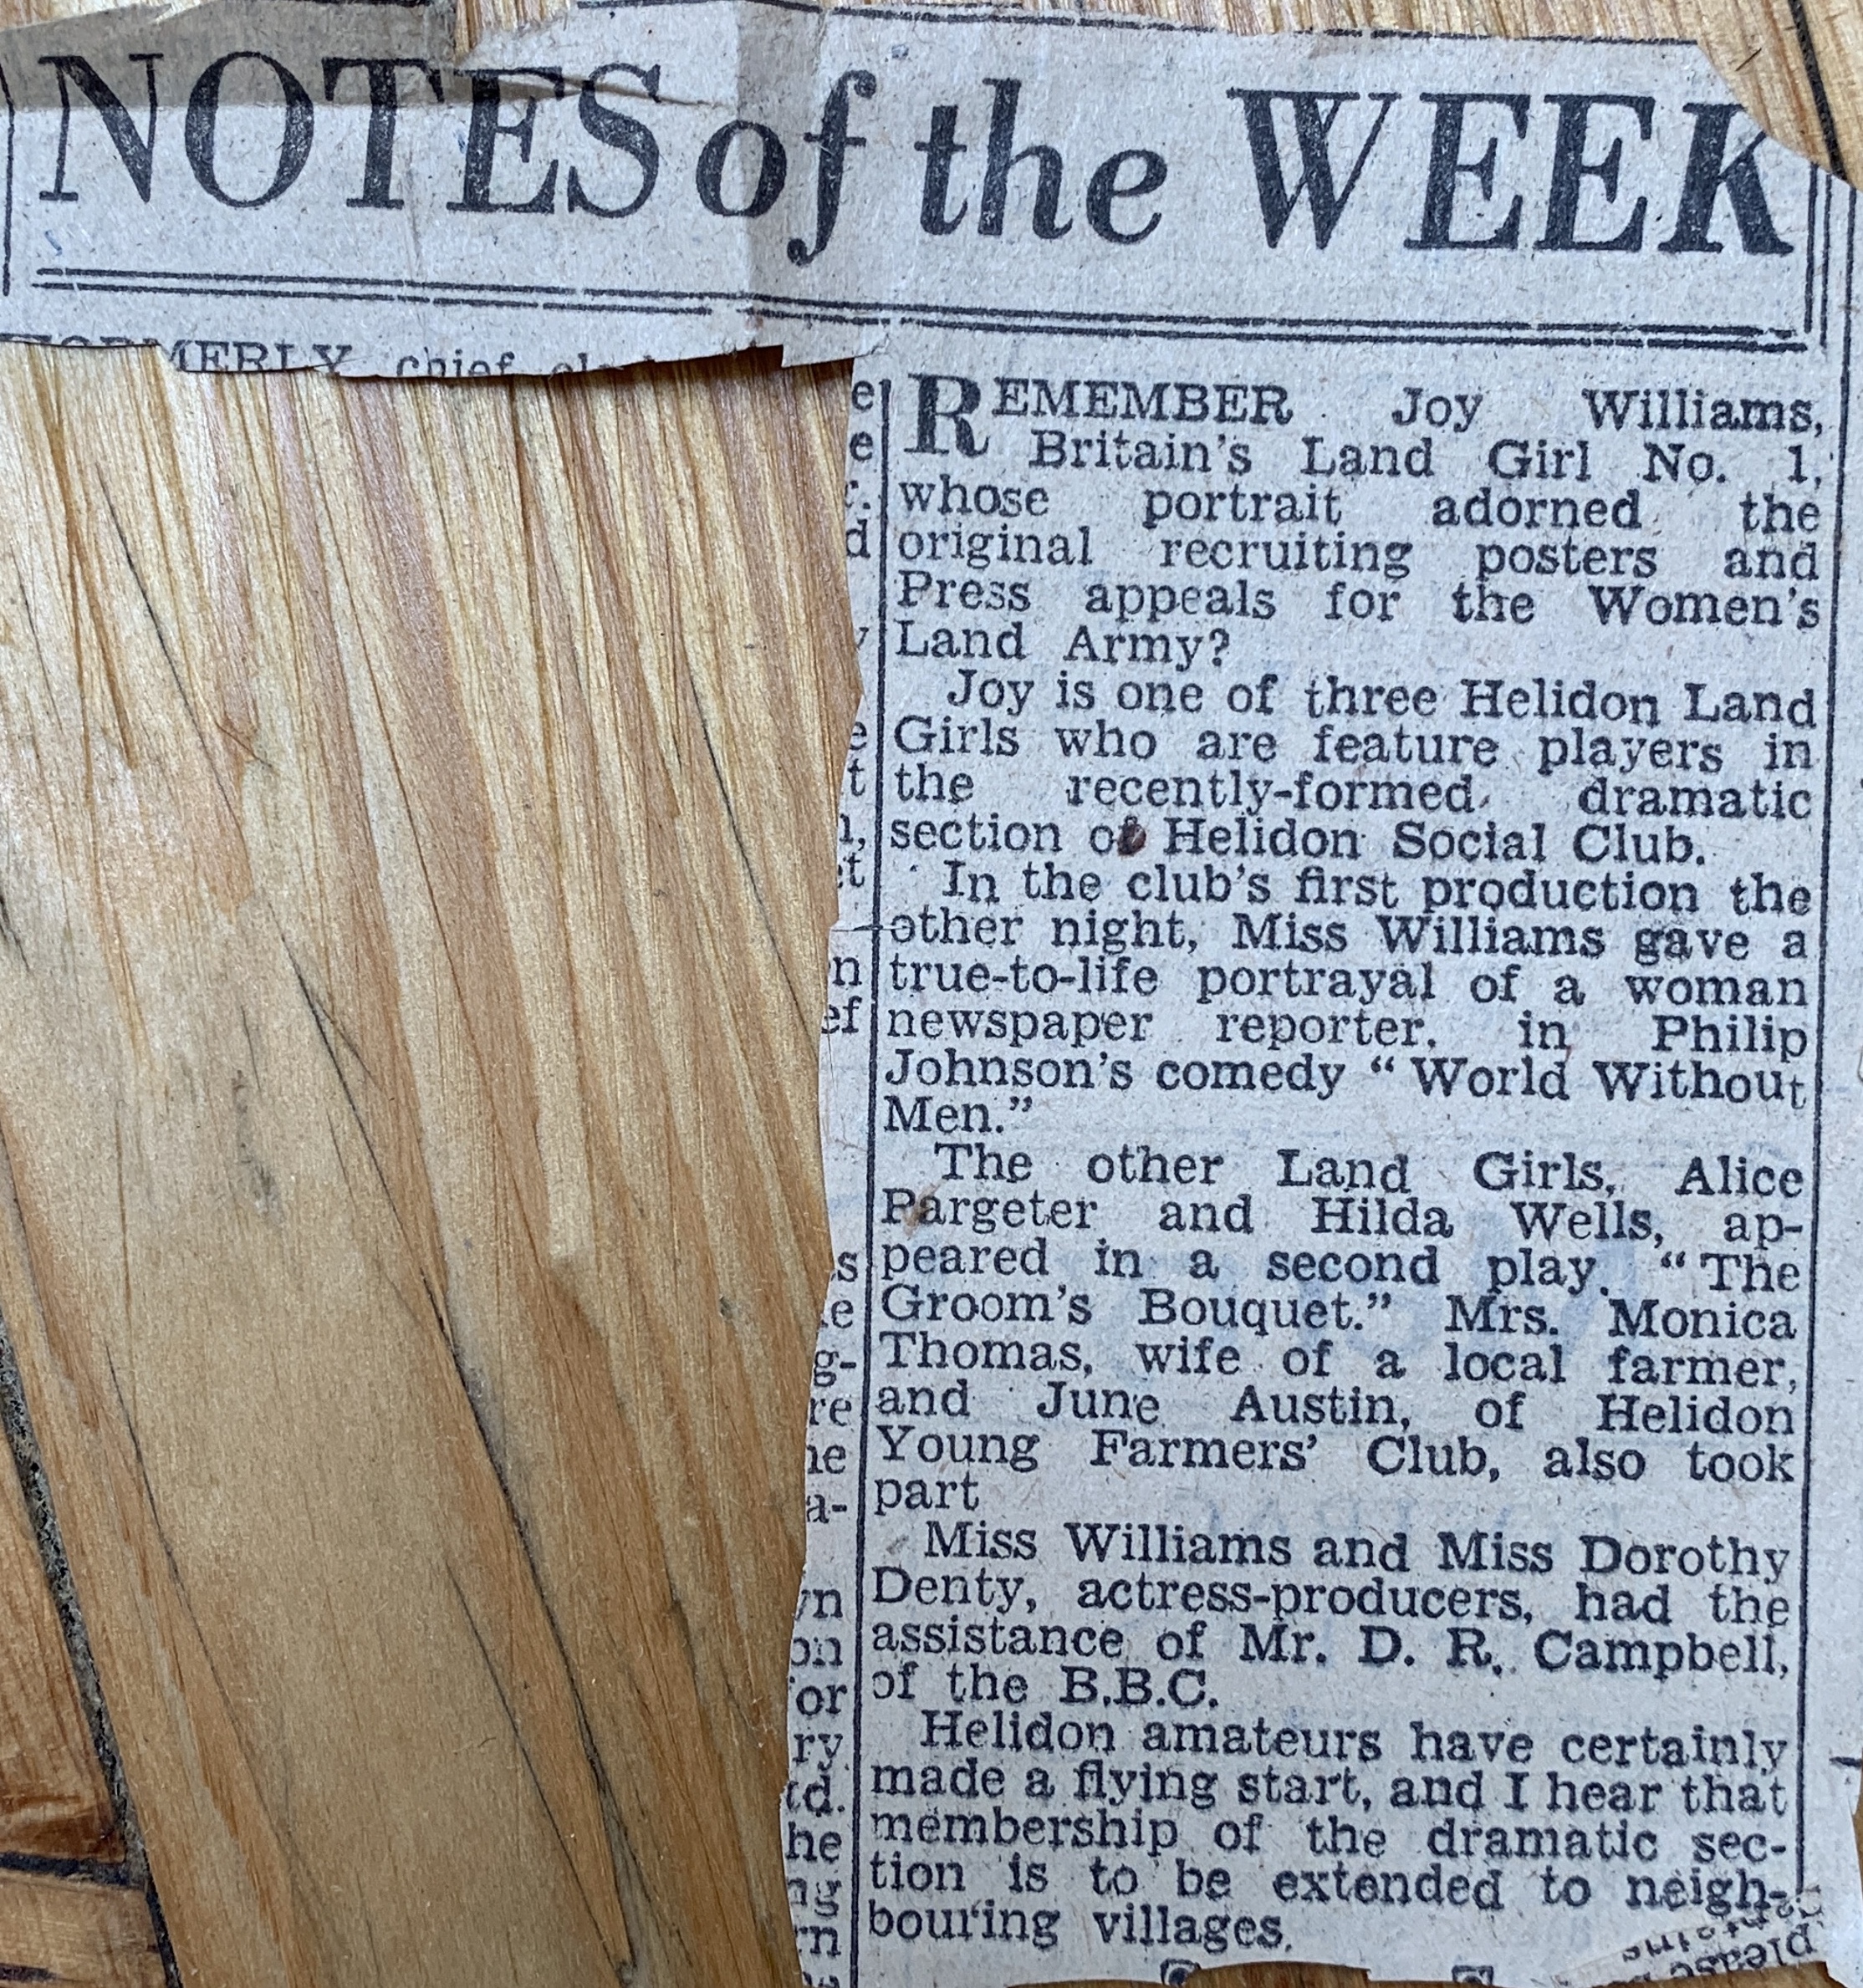 NOTES of the WEEK
FORMERLY chief
REMEMBER Joy Williams,
Britain's Land Girl No. 1,
whose portrait adorned the
original recruiting posters and
Press appeals for the Women's
Land Army?
Joy is one of three Helidon Land
Girls who are feature players in
the recently-formed dramatic
section of Helidon Social Club.
In the club's first production the
other night, Miss Williams gave a
true-to-life portrayal of a woman
newspaper reporter, in Philip
Johnson's comedy “World Without
Men.”
The other Land Girls, Alice
Pargeter and Hilda Wells, ap-
peared in a second play. “The
Groom's Bouquet.” Mrs. Monica
Thomas, wife of a local farmer,
and June Austin, of Helidon
Young Farmers' Club, also took
part
Miss Williams and Miss Dorothy
Denty, actress-producers, had the
assistance of Mr. D. R. Campbell,
of the B.B.C.
Helidon amateurs have certainly
made a flying start, and I hear that
membership of the dramatic sec-
tion is to be extended to neigh-
bouring villages.
please